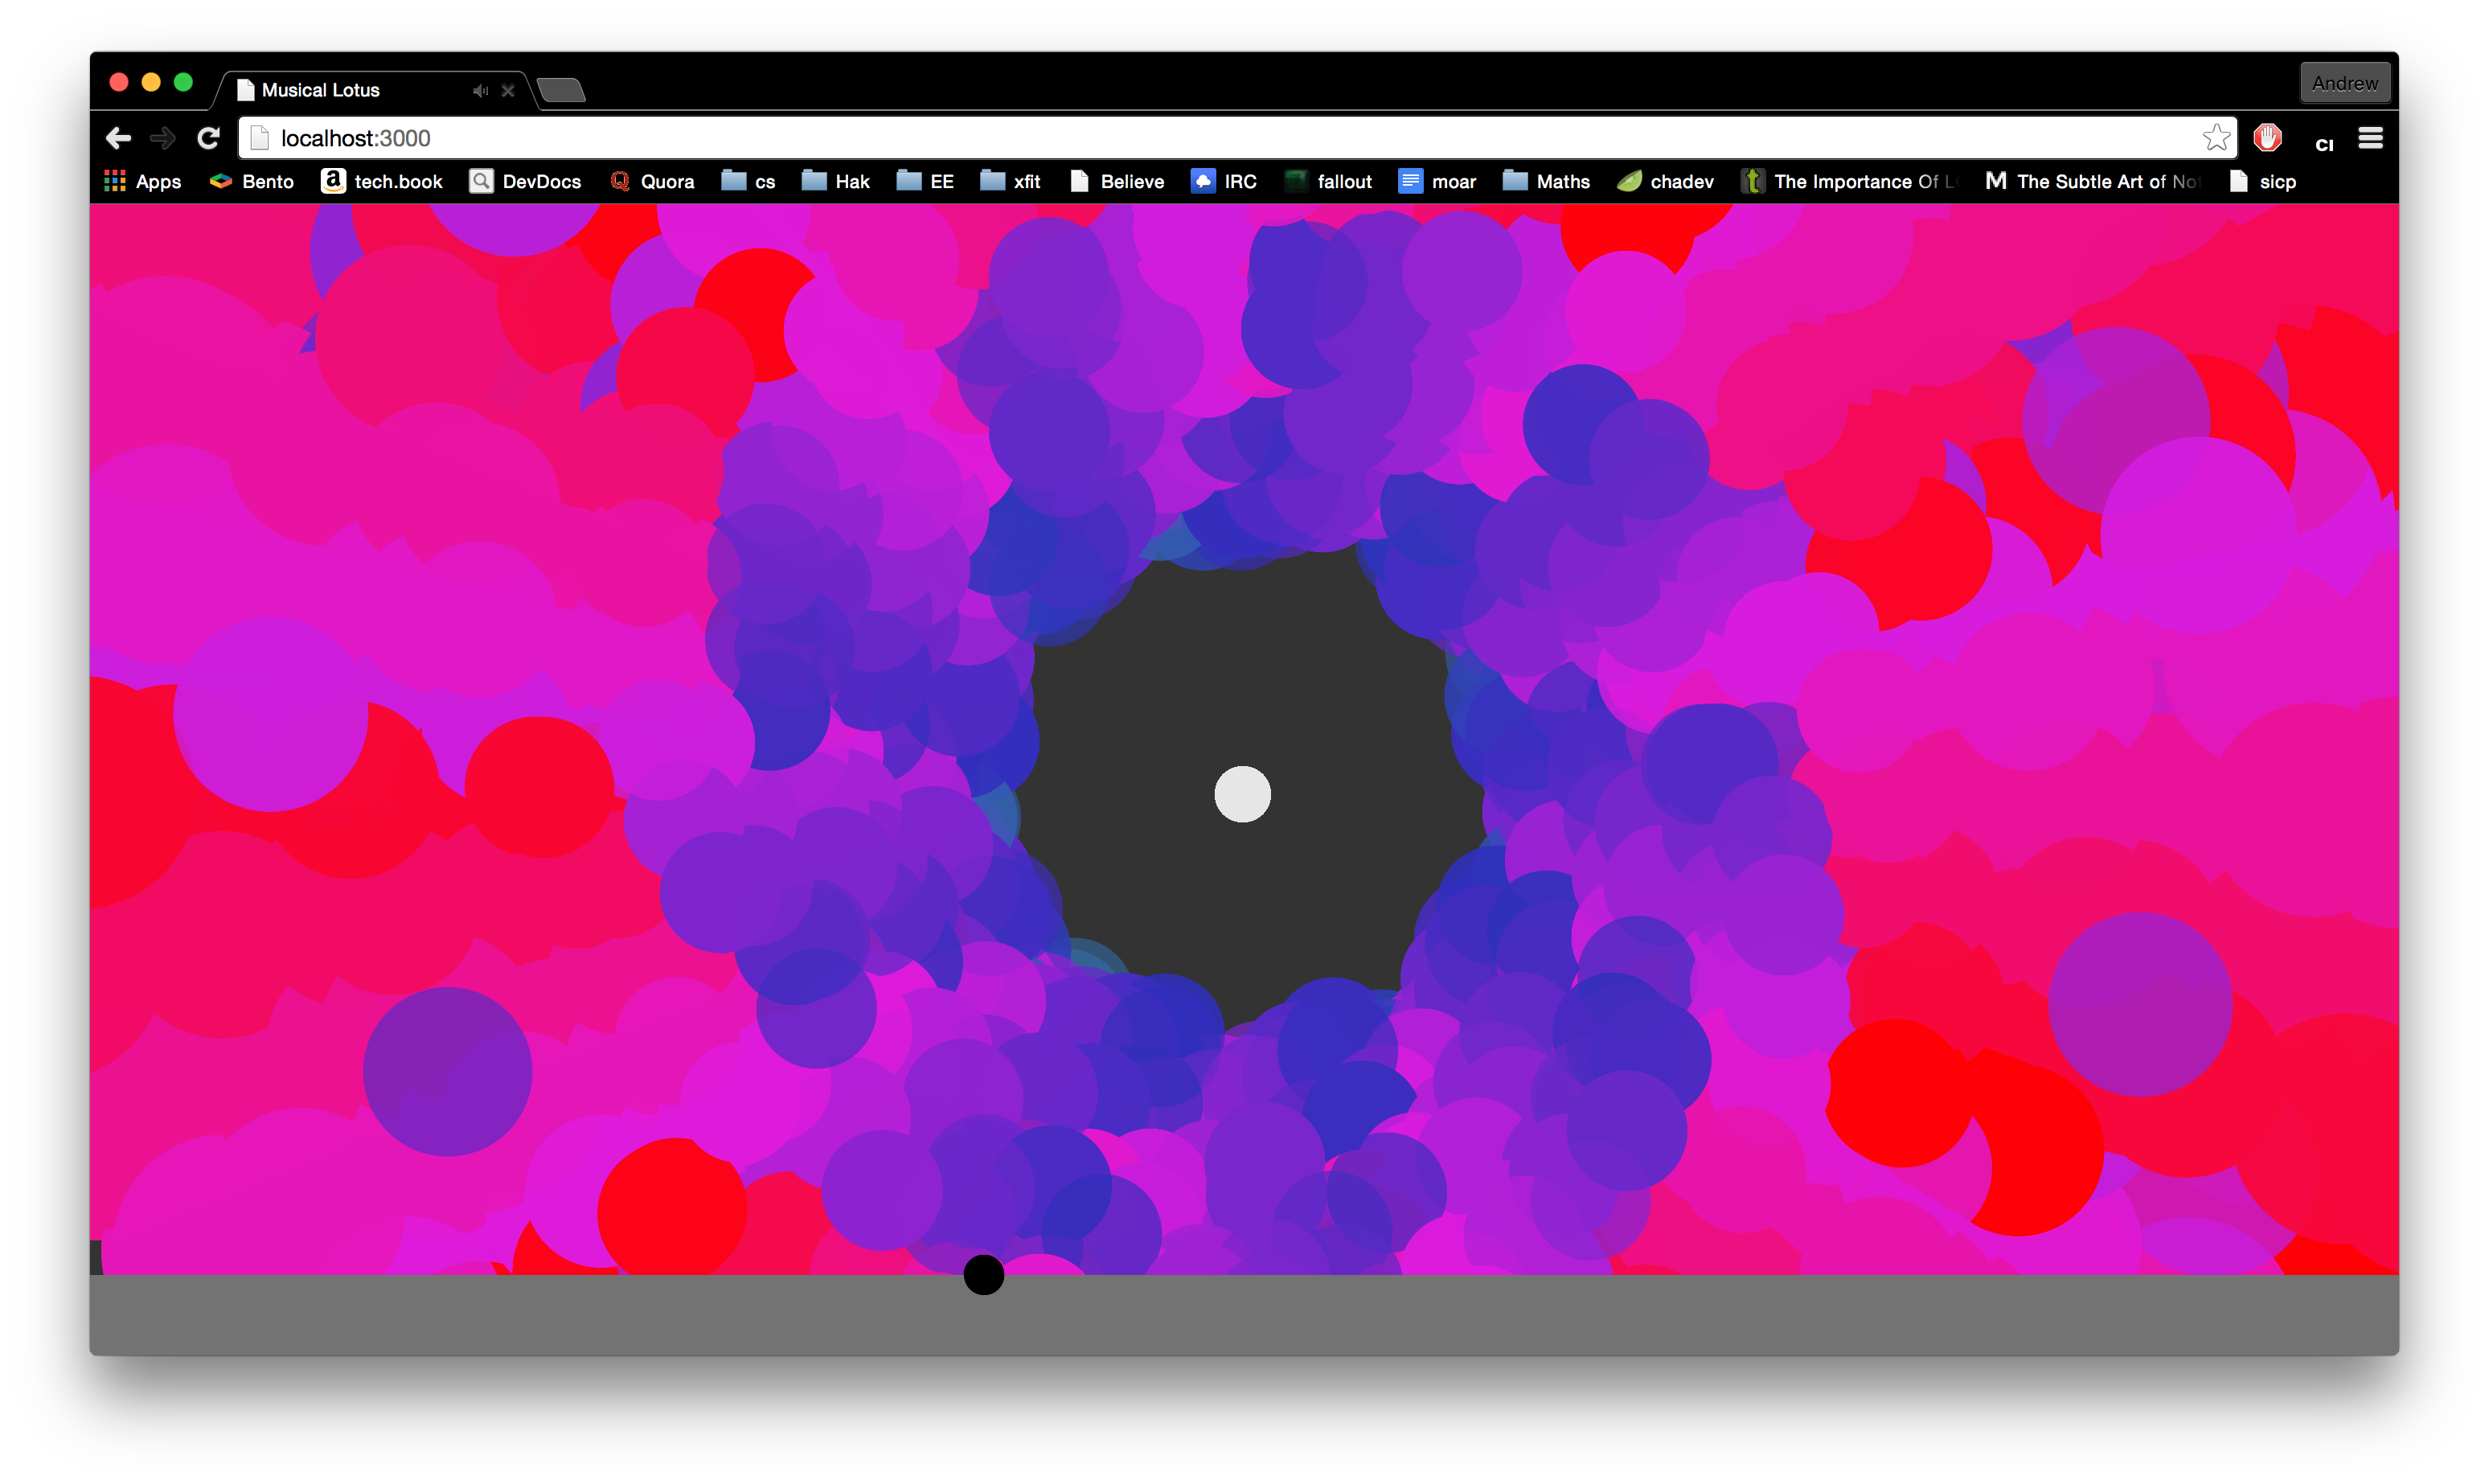 Musical Lotus
Andrew
localhost:3000
Apps Bento tech.book DevDocs Quora cs Hak EE xfit Believe IRC fallout moar Maths chadev The Importance Of L The Subtle Art of No sicp